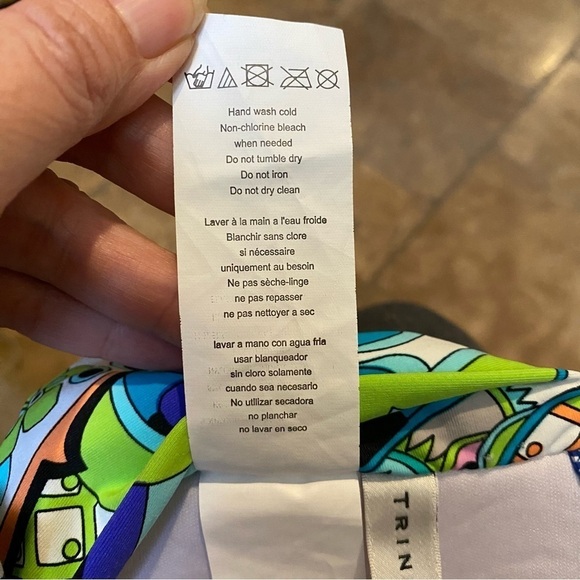 Hand wash cold
Non-chlorine bleach
when needed
Do not tumble dry
Do not iron
Do not dry clean
Laver à la main a l'eau froide
Blanchir sans clore
si nécessaire
uniquement au besoin
Ne pas sèche-linge
ne pas repasser
ne pas nettoyer a sec
lavar a mano con agua fria
usar blanqueador
sin cloro solamente
cuando sea necesarlo
No utilizar secadora
no planchar
no lavar en seco
TRIN